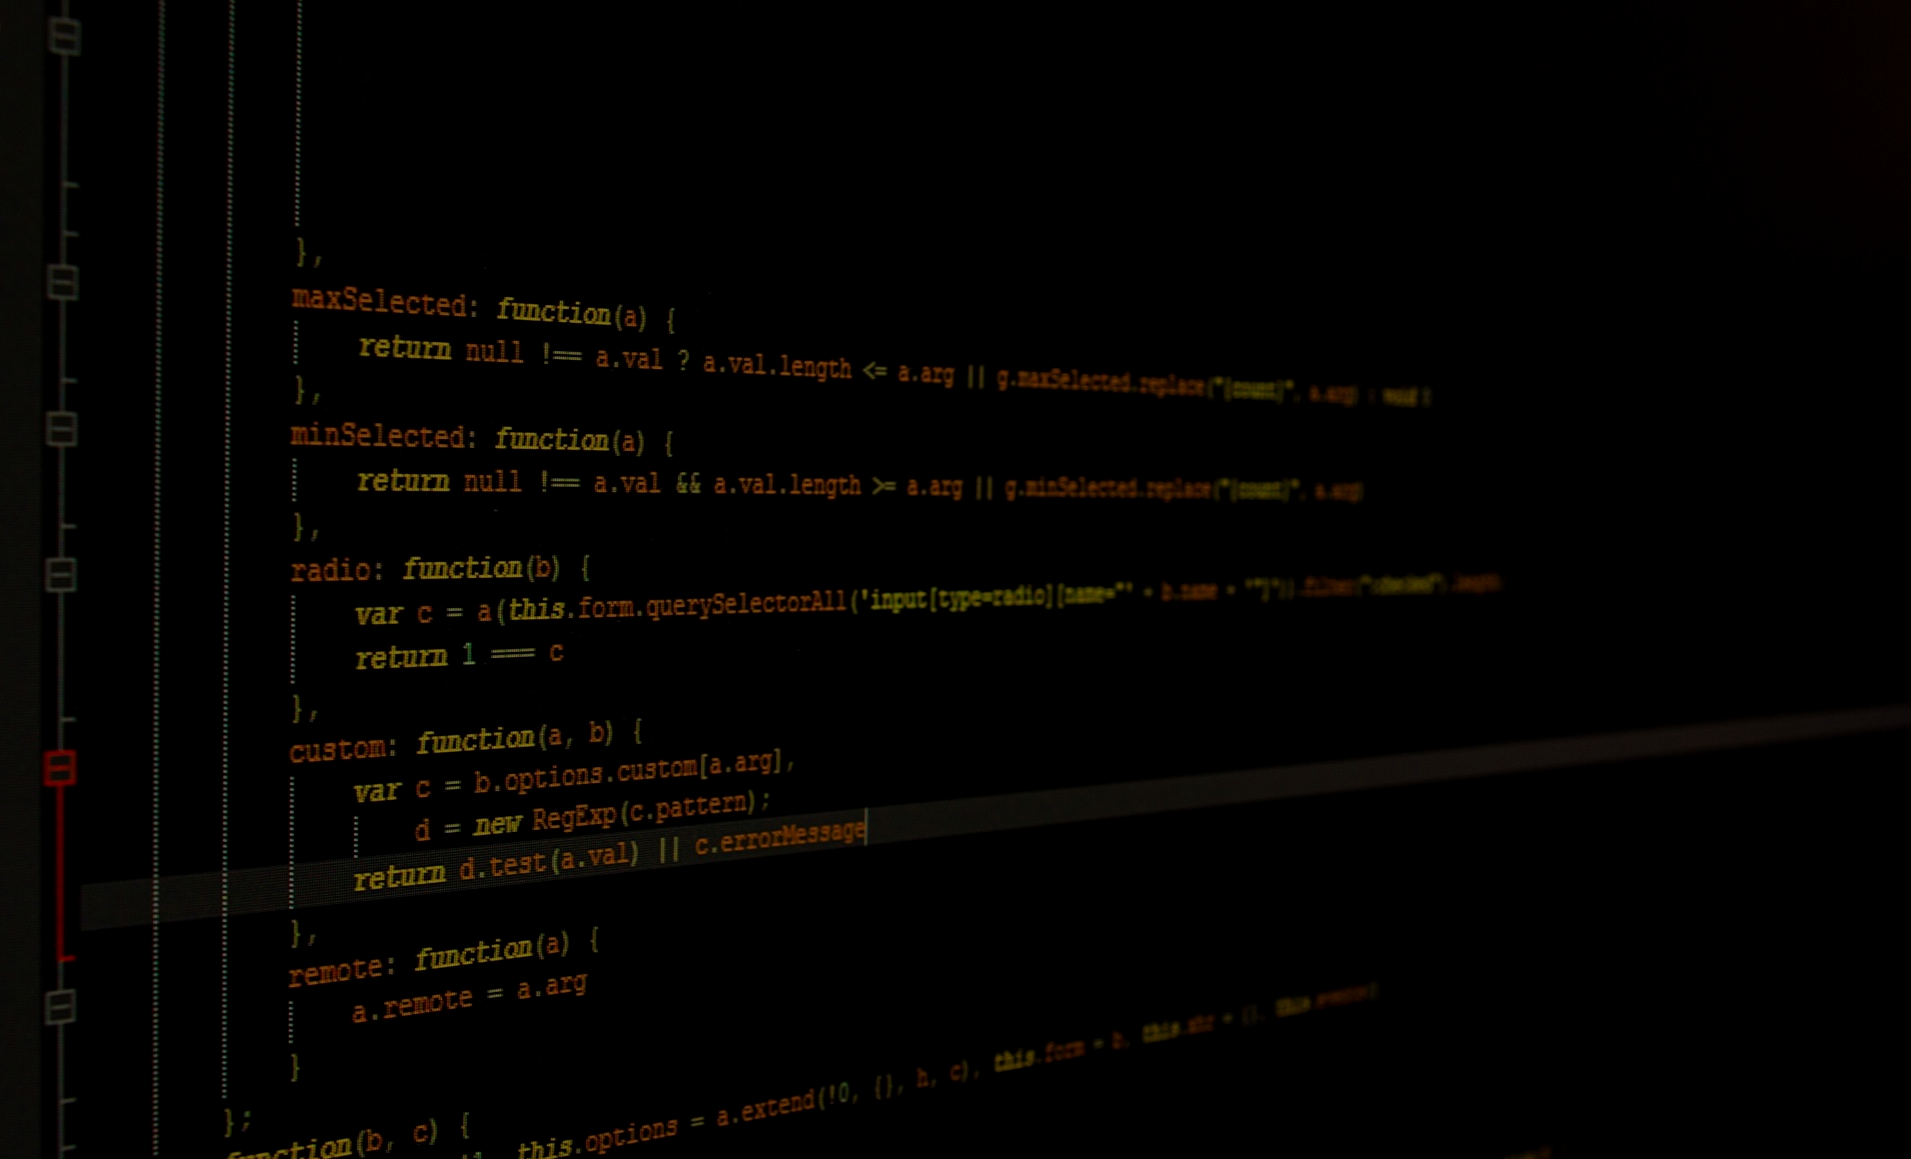 },
maxSelected: function(a) {
return null !== a.val ? a.val.length <= a.arg || g.maxSelected.replace("{count}", a.arg) : void 0
},
minSelected: function(a) {
return null !== a.val && a.val.length >= a.arg || g.minSelected.replace("{count}", a.arg)
},
radio: function(b) {
var c = a(this.form.querySelectorAll('input[type=radio][name="' + b.name + '"]')).filter(":checked").length
return 1 === c
},
custom: function(a, b) {
var c = b.options.custom[a.arg],
d = new RegExp(c.pattern);
return d.test(a.val) || c.errorMessage
},
remote: function(a) {
a.remote = a.arg
}
};
function(b, c) {
this.options = a.extend(!0, {}, h, c), this.form = b, this.xhr = {}, this.events()